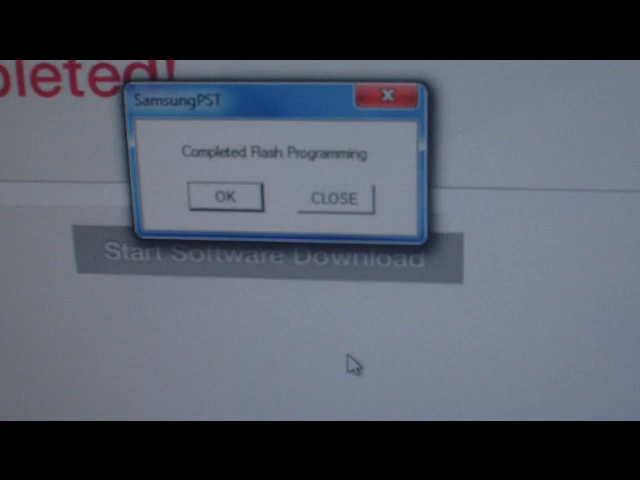 pleted!
SamsungPST
Completed Flash Programming
OK
CLOSE
Start Software Download